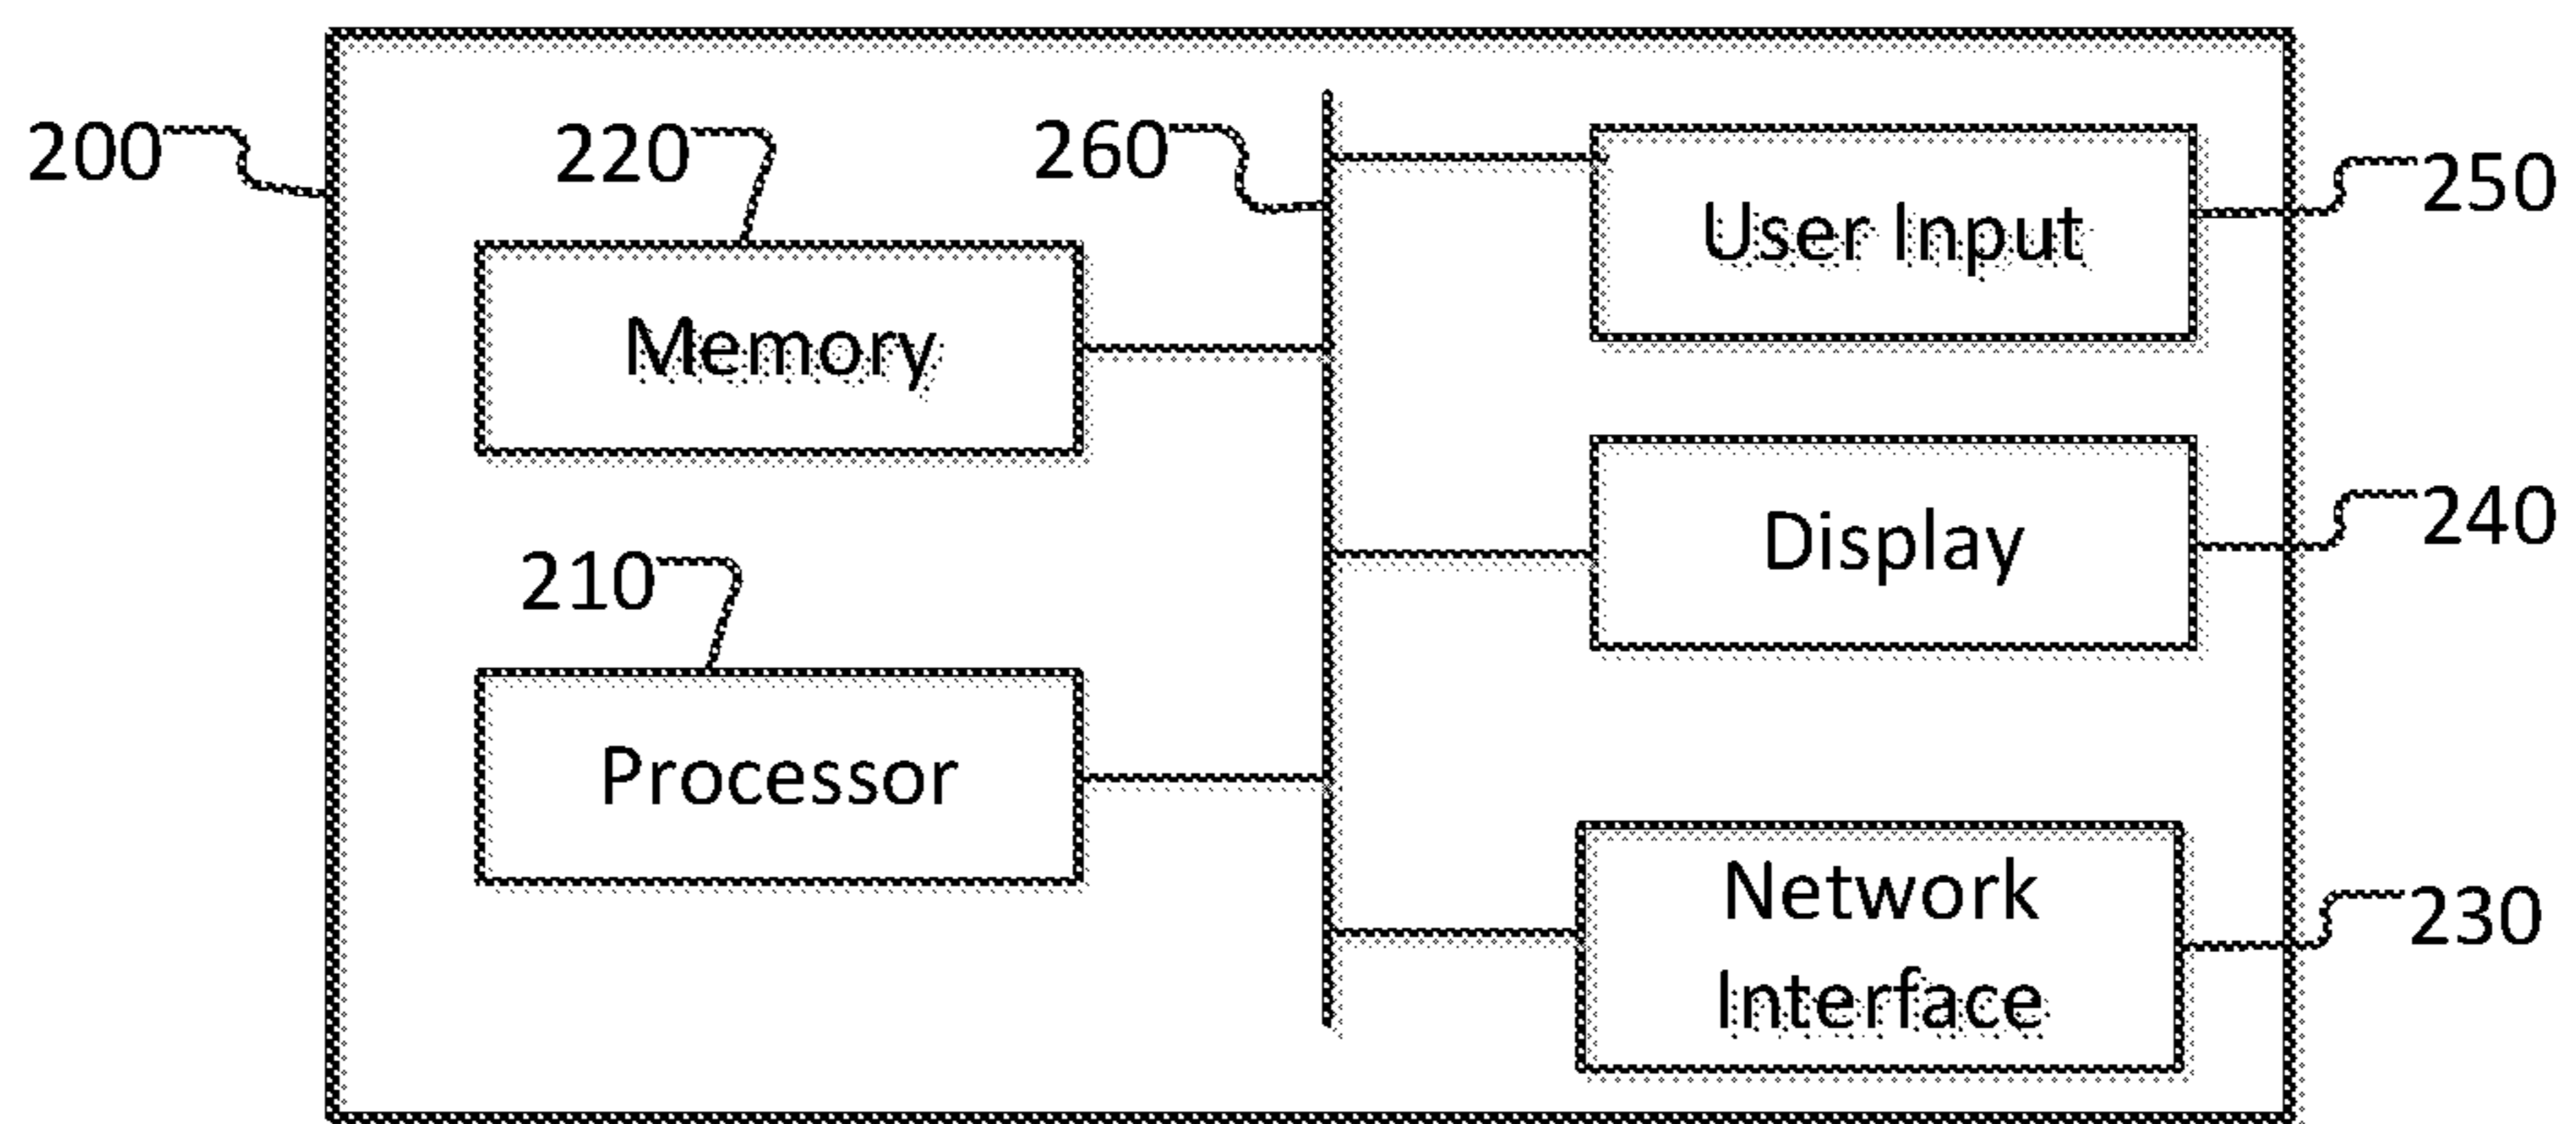 200
220
260
250
User Input
Memory
240
Display
210
Processor
230
Network
Interface